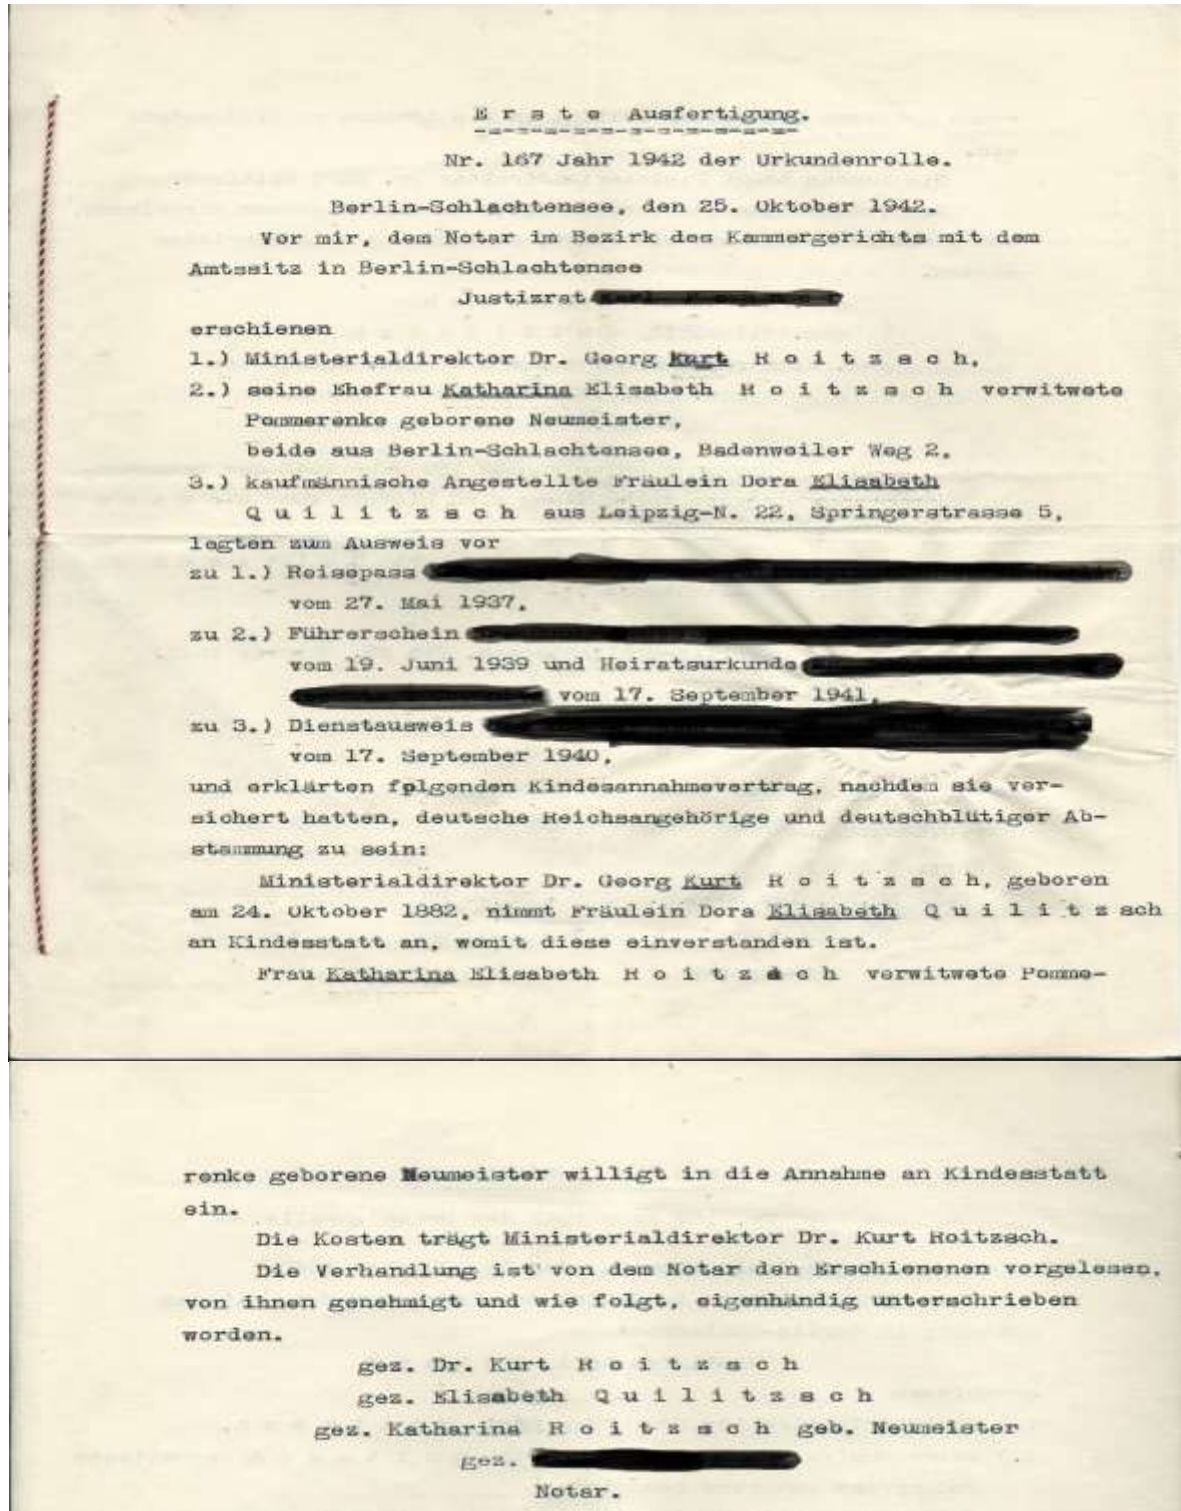 E r s t e Ausfertigung.
Nr. 167 Jahr 1942 der Urkundenrolle.
Berlin-Schlachtensee, den 25. Oktober 1942.
Vor mir, dem Notar im Bezirk des Kammergerichts mit dem
Amtssitz in Berlin-Schlachtensee
Justizrat
erschienen
1.) Ministerialdirektor Dr. Georg Kurt R o i t z s c h,
2.) seine Ehefrau Katharina Elisabeth R o i t z s c h verwitwete
Pommerenke geborene Neumeister,
beide aus Berlin-Schlachtensee, Badenweiler Weg 2,
3.) kaufmännische Angestellte Fräulein Dora Elisabeth
Q u i l i t z s c h aus Leipzig-N. 22, Springerstrasse 5,
legten zum Ausweis vor
zu 1.) Reisepass
vom 27. Mai 1937,
zu 2.) Führerschein
vom 19. Juni 1939 und Heiratsurkunde
vom 17. September 1941,
zu 3.) Dienstausweis
vom 17. September 1940,
und erklärten folgenden Kindesannahmevertrag, nachdem sie ver-
sichert hatten, deutsche Reichsangehörige und deutschblütiger Ab-
stammung zu sein:
Ministerialdirektor Dr. Georg Kurt R o i t z s c h, geboren
am 24. Oktober 1882, nimmt Fräulein Dora Elisabeth Q u i l i t z sch
an Kindesstatt an, womit diese einverstanden ist.
Frau Katharina Elisabeth R o i t z s c h verwitwete Pomme-
renke geborene Neumeister willigt in die Annahme an Kindesstatt
ein.
Die Kosten trägt Ministerialdirektor Dr. Kurt Roitzsch.
Die Verhandlung ist von dem Notar den Erschienenen vorgelesen,
von ihnen genehmigt und wie folgt, eigenhändig unterschrieben
worden.
gez. Dr. Kurt R o i t z s c h
gez. Elisabeth Q u i l i t z s c h
gez. Katharina R o i t z s c h geb. Neumeister
gez.
Notar.